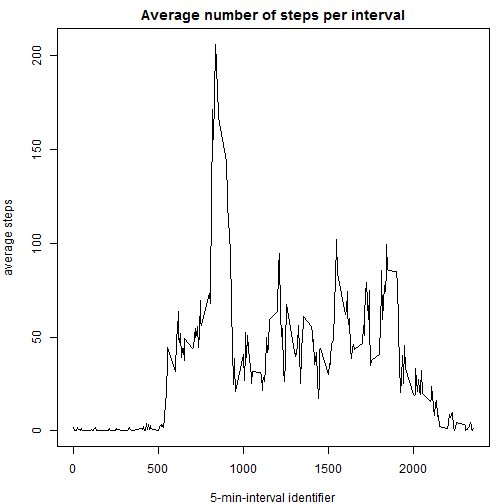 Average number of steps per interval
average steps
200
150
100
50
0
0 500 1000 1500 2000
5-min-interval identifier